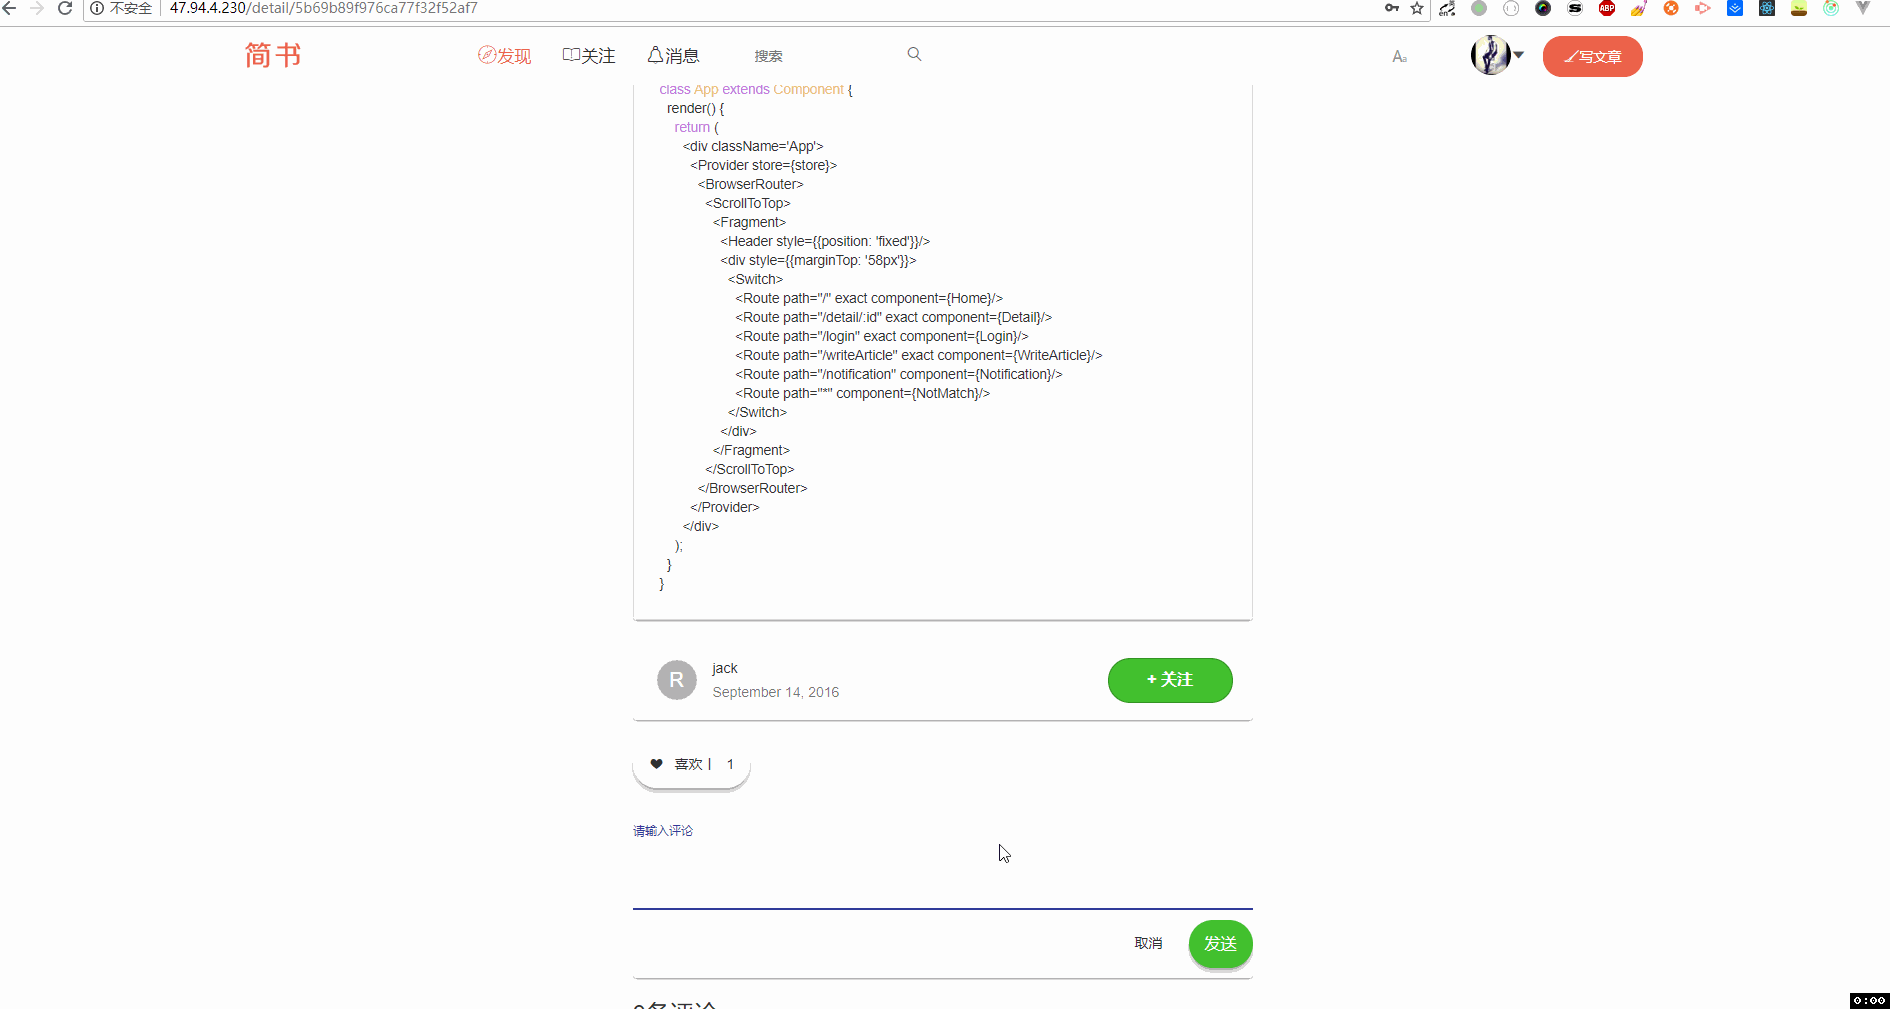 不安全 47.94.4.230/detail/5b69b89f976ca77f32f52af7
简书 发现 关注 消息 搜索 Aa 写文章
class App extends Component {
render() {
return (
<div className='App'>
<Provider store={store}>
<BrowserRouter>
<ScrollToTop>
<Fragment>
<Header style={{position: 'fixed'}}/>
<div style={{marginTop: '58px'}}>
<Switch>
<Route path="/" exact component={Home}/>
<Route path="/detail/:id" exact component={Detail}/>
<Route path="/login" exact component={Login}/>
<Route path="/writeArticle" exact component={WriteArticle}/>
<Route path="/notification" component={Notification}/>
<Route path="*" component={NotMatch}/>
</Switch>
</div>
</Fragment>
</ScrollToTop>
</BrowserRouter>
</Provider>
</div>
);
}
}
R jack
September 14, 2016
+ 关注
喜欢 | 1
请输入评论
取消 发送
0条评论
0:00